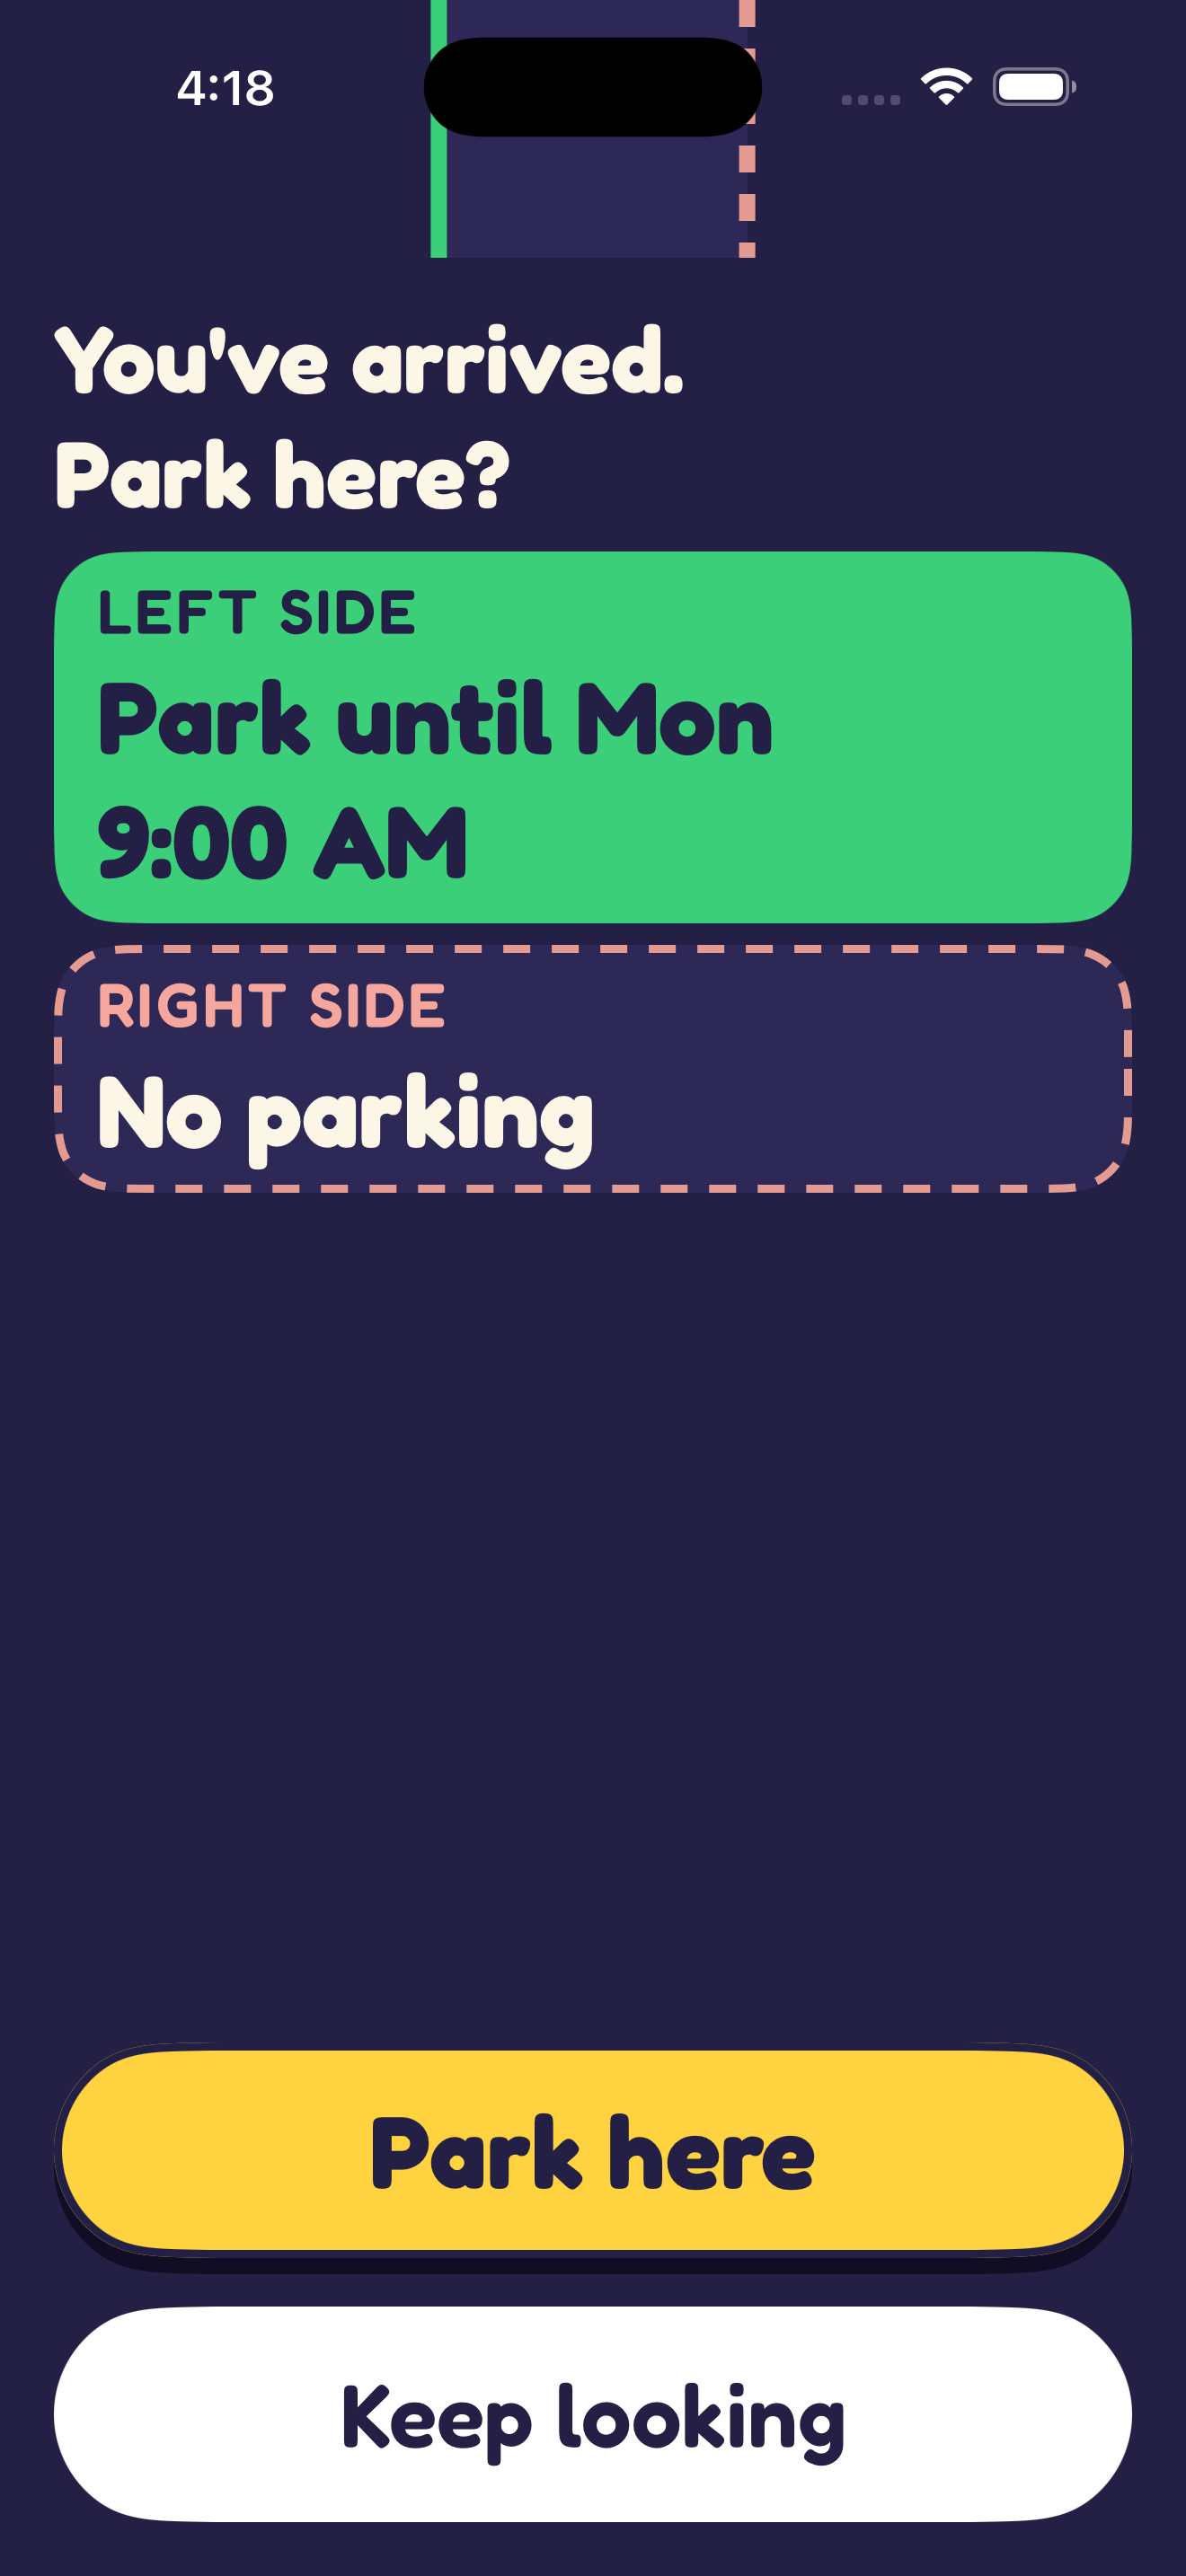 4:18
You've arrived.
Park here?
LEFT SIDE
Park until Mon
9:00 AM
RIGHT SIDE
No parking
Park here
Keep looking